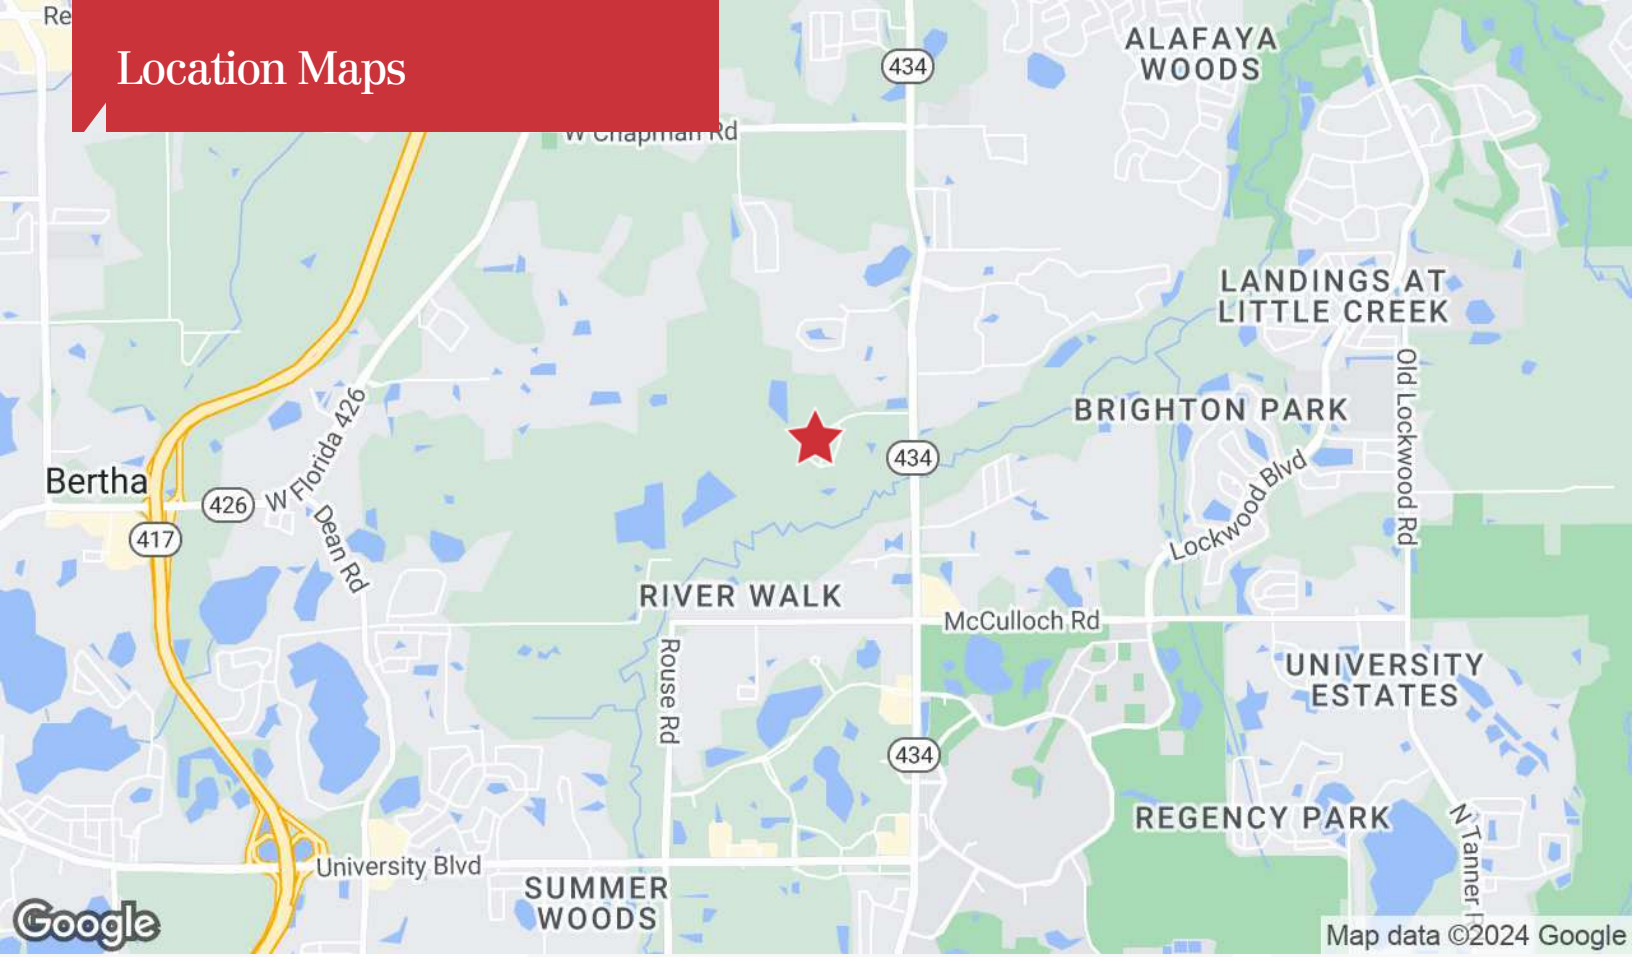 Re
Location Maps
434
ALAFAYA
WOODS
W Chapman Rd
LANDINGS AT
LITTLE CREEK
Old Lockwood Rd
BRIGHTON PARK
W Florida 426
434
Bertha
426
417
Dean Rd
Lockwood Blvd
RIVER WALK
McCulloch Rd
Rouse Rd
UNIVERSITY
ESTATES
434
REGENCY PARK
N Tanner R
University Blvd
SUMMER
WOODS
Google
Map data ©2024 Google